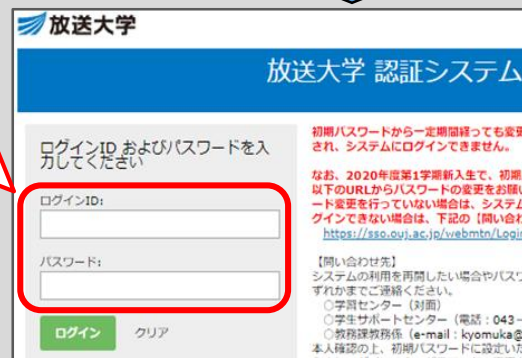 放送大学
放送大学 認証システム
ログインID およびパスワードを入
力してください
ログインID:
パスワード:
ログイン クリア
初期パスワードから一定期間経っても変更
され、システムにログインできません。
なお、2020年度第1学期新入生で、初期
以下のURLからパスワードの変更をお願い
ード変更を行っていない場合は、システム
グインできない場合は、下記の【問い合わ
https://sso.ouj.ac.jp/webmtn/Login
【問い合わせ先】
システムの利用を再開したい場合やパスワ
ずれかまでご連絡ください。
○学習センター（対面）
○学生サポートセンター（電話：043-
○教務課教務係（e-mail：kyomuka@
本人確認の上、初期パスワードに設定いた